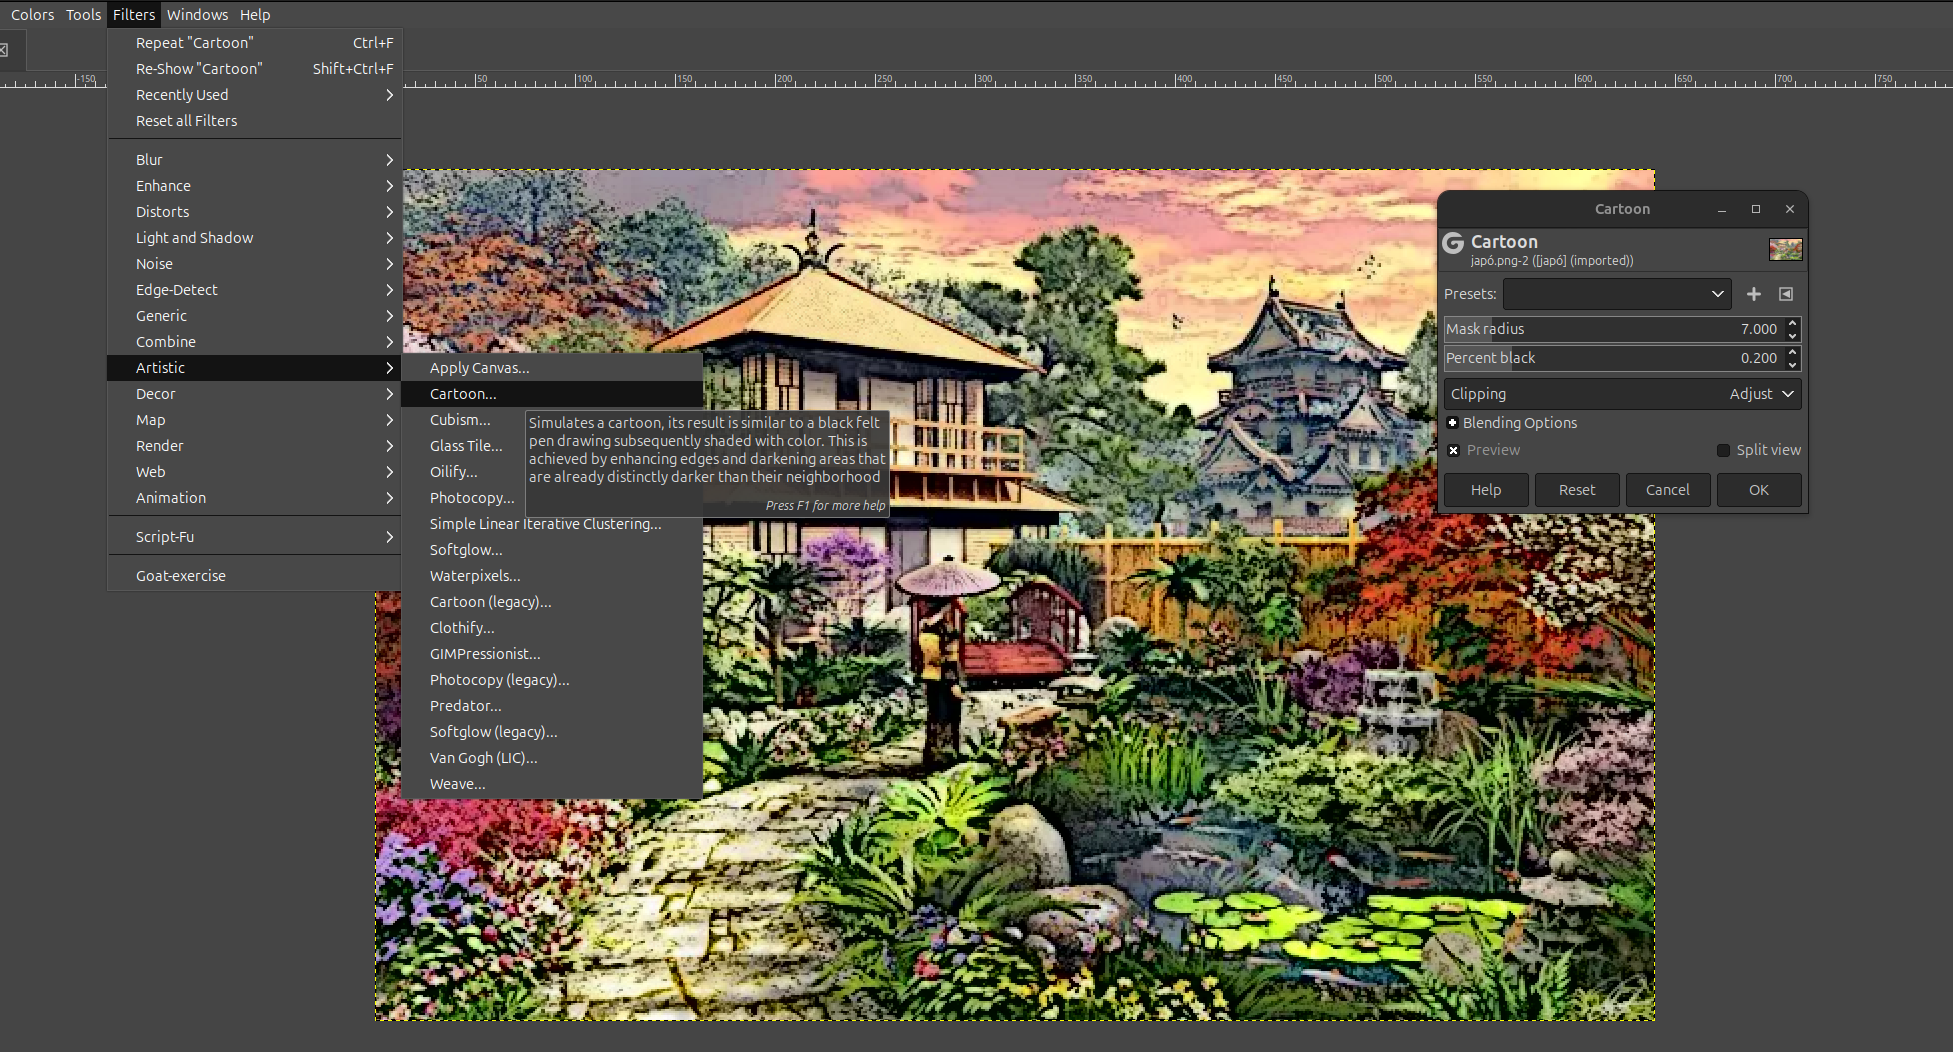 Colors Tools Filters Windows Help
Repeat "Cartoon" Ctrl+F
Re-Show "Cartoon" Shift+Ctrl+F
Recently Used
Reset all Filters
-150 50 100 150 200 250 300 350 400 450 500 550 600 650 700 750
Blur
Enhance
Distorts
Light and Shadow
Noise
Edge-Detect
Generic
Combine
Artistic
Decor
Map
Render
Web
Animation
Script-Fu
Goat-exercise
Apply Canvas...
Cartoon...
Cubism...
Glass Tile...
Oilify...
Photocopy...
Simple Linear Iterative Clustering...
Softglow...
Waterpixels...
Cartoon (legacy)...
Clothify...
GIMPressionist...
Photocopy (legacy)...
Predator...
Softglow (legacy)...
Van Gogh (LIC)...
Weave...
Simulates a cartoon, its result is similar to a black felt
pen drawing subsequently shaded with color. This is
achieved by enhancing edges and darkening areas that
are already distinctly darker than their neighborhood
Press F1 for more help
Cartoon
Cartoon
japó.png-2 ([japó] (imported))
Presets:
Mask radius 7.000
Percent black 0.200
Clipping Adjust
Blending Options
Preview Split view
Help Reset Cancel OK